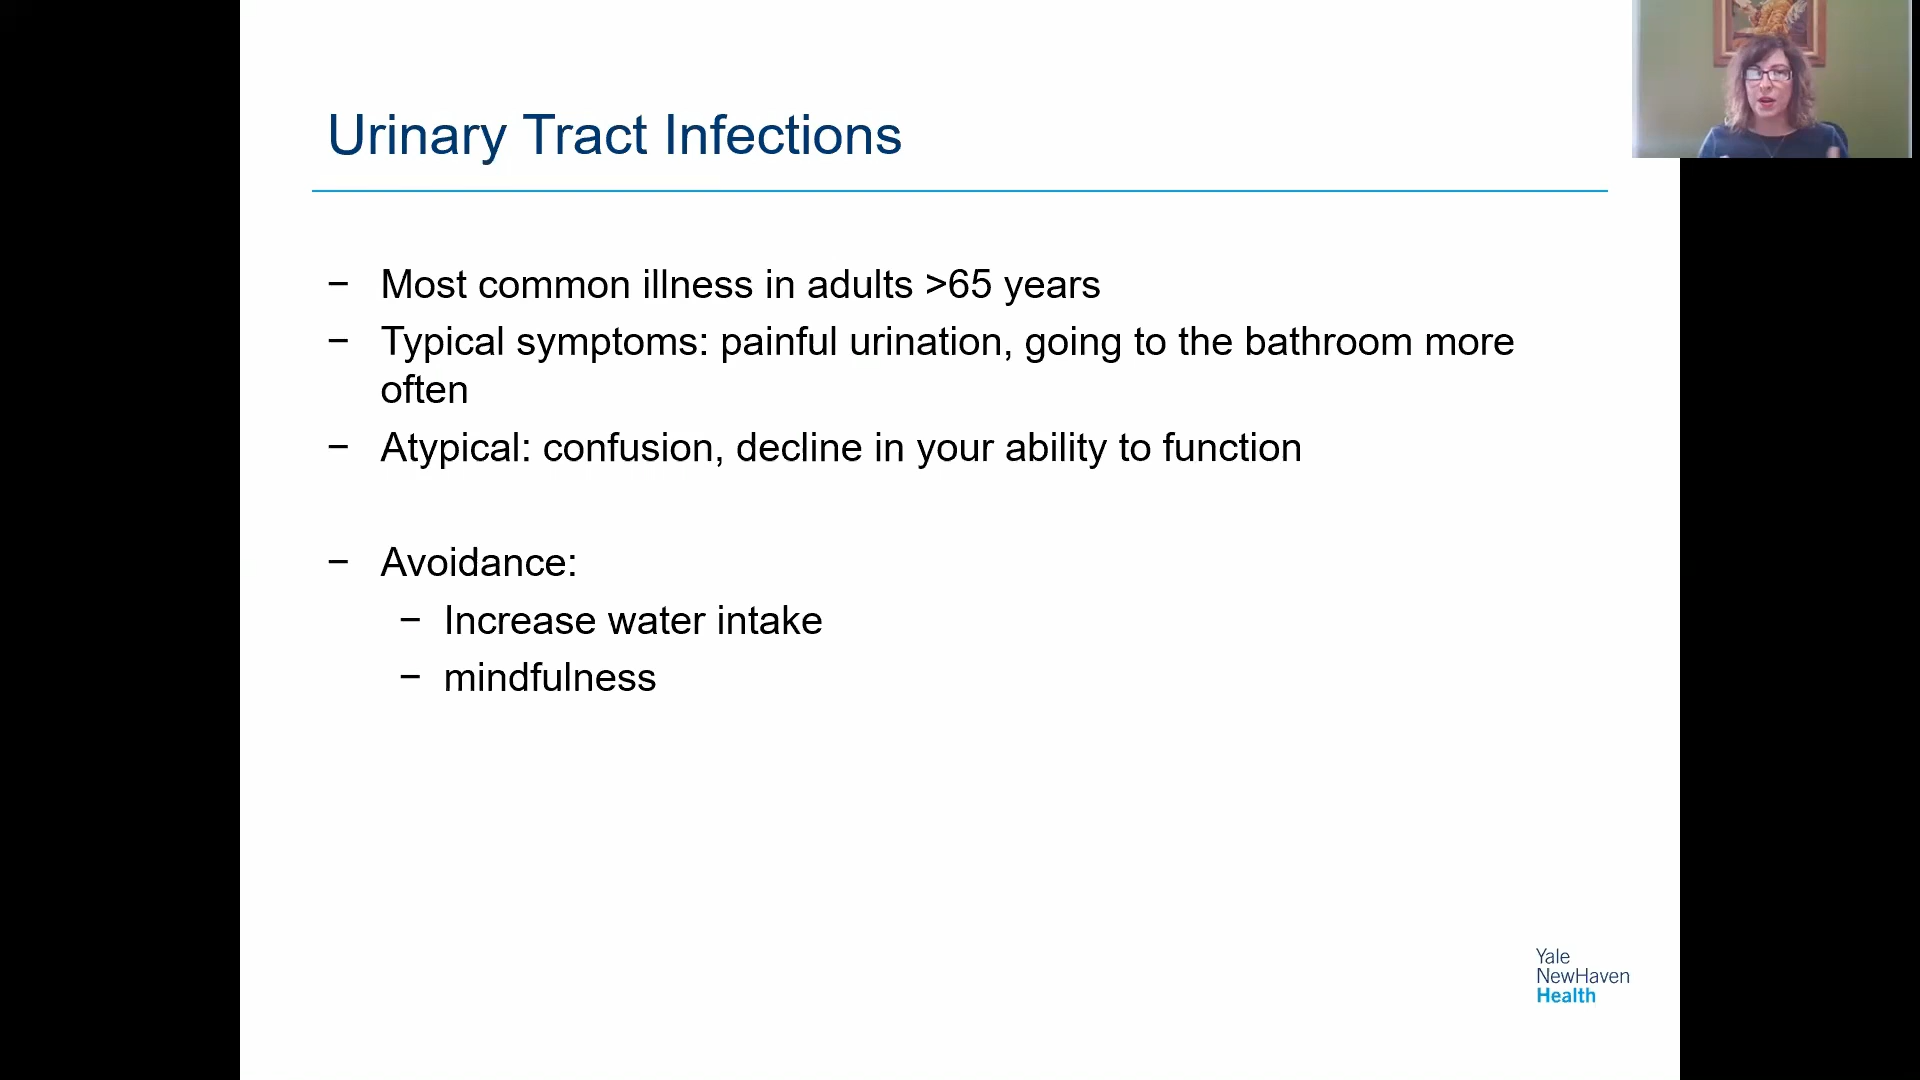 Urinary Tract Infections
− Most common illness in adults >65 years
− Typical symptoms: painful urination, going to the bathroom more
often
− Atypical: confusion, decline in your ability to function
− Avoidance:
− Increase water intake
− mindfulness
Yale
NewHaven
Health